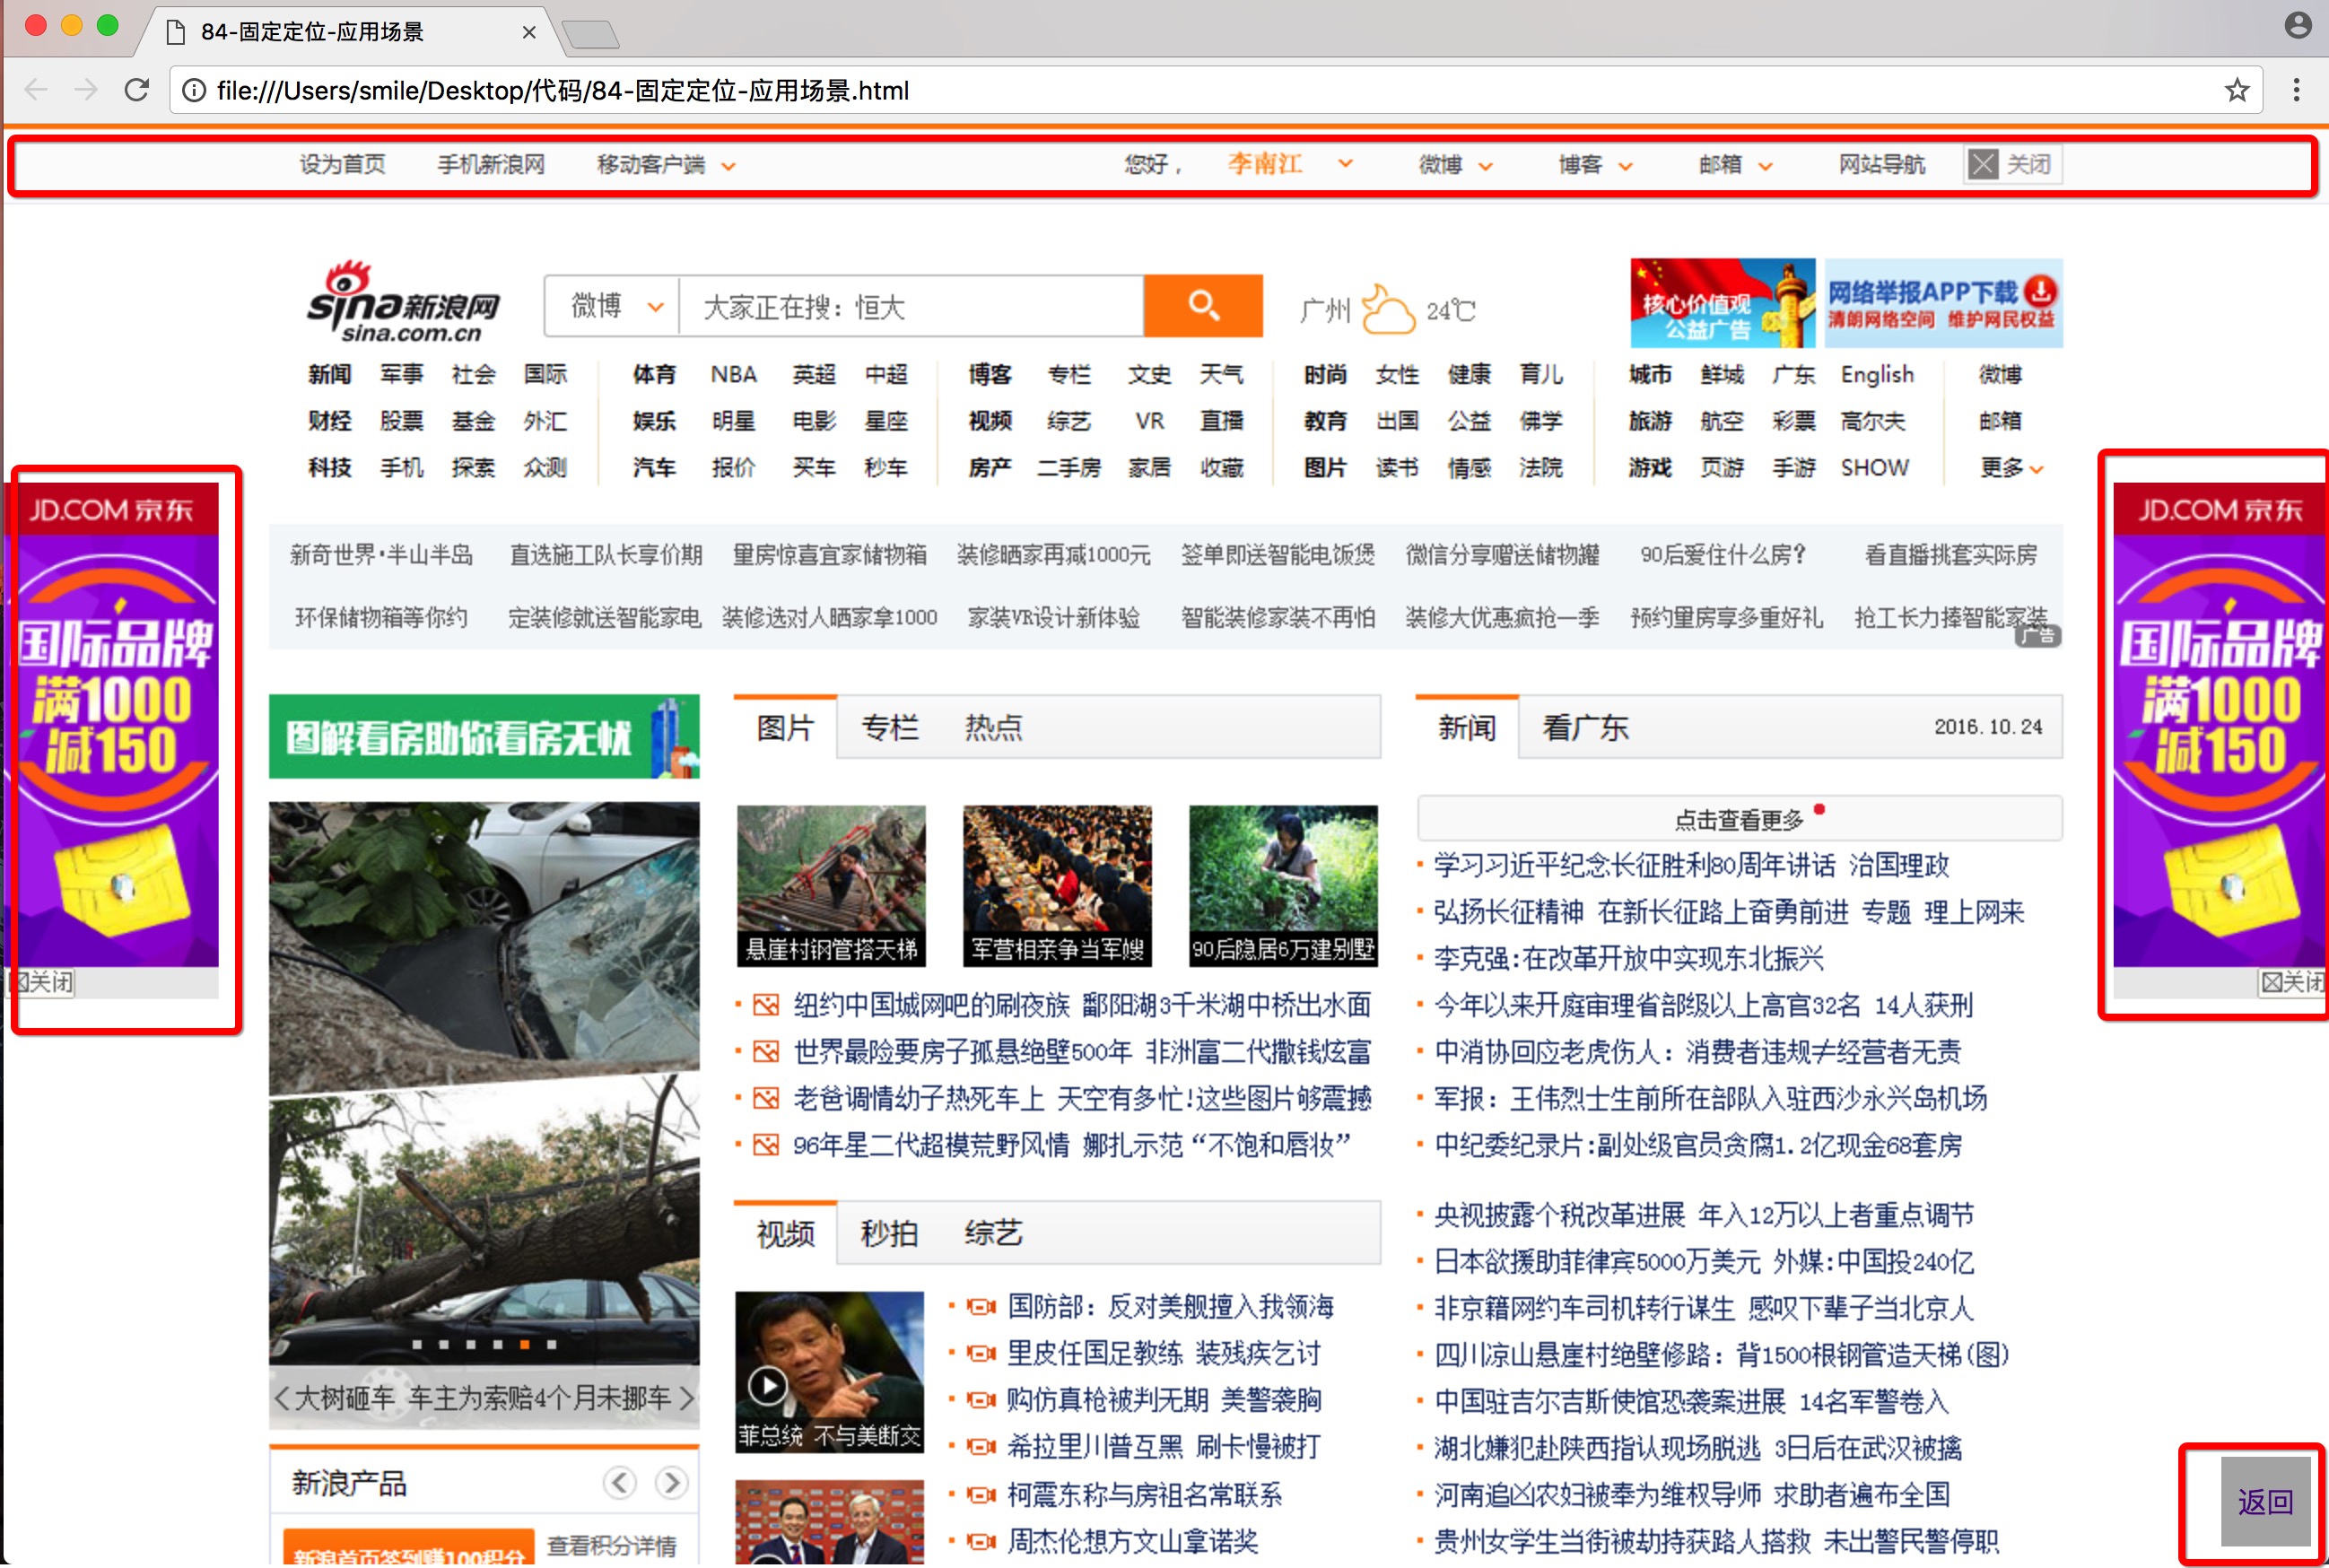 84-固定定位-应用场景
file:///Users/smile/Desktop/代码/84-固定定位-应用场景.html
设为首页 手机新浪网 移动客户端 您好， 李南江 微博 博客 邮箱 网站导航 关闭
sina新浪网
sina.com.cn
微博 大家正在搜：恒大
广州 24℃
核心价值观
公益广告
网络举报APP下载
清朗网络空间 维护网民权益
新闻 军事 社会 国际 体育 NBA 英超 中超 博客 专栏 文史 天气 时尚 女性 健康 育儿 城市 鲜城 广东 English 微博
财经 股票 基金 外汇 娱乐 明星 电影 星座 视频 综艺 VR 直播 教育 出国 公益 佛学 旅游 航空 彩票 高尔夫 邮箱
科技 手机 探索 众测 汽车 报价 买车 秒车 房产 二手房 家居 收藏 图片 读书 情感 法院 游戏 页游 手游 SHOW 更多
JD.COM 京东
国际品牌
满1000
减150
关闭
JD.COM 京东
国际品牌
满1000
减150
关闭
新奇世界·半山半岛 直选施工队长享价期 量房惊喜宜家储物箱 装修晒家再减1000元 签单即送智能电饭煲 微信分享赠送储物罐 90后爱住什么房？ 看直播挑套实际房
环保储物箱等你约 定装修就送智能家电 装修选对人晒家拿1000 家装VR设计新体验 智能装修家装不再怕 装修大优惠疯抢一季 预约量房享多重好礼 抢工长力捧智能家装
广告
图解看房助你看房无忧
大树砸车 车主为索赔4个月未挪车
新浪产品
新浪首页签到赚100积分 查看积分详情
图片 专栏 热点
悬崖村钢管搭天梯 军营相亲争当军嫂 90后隐居6万建别墅
纽约中国城网吧的刷夜族 鄱阳湖3千米湖中桥出水面
世界最险要房子孤悬绝壁500年 非洲富二代撒钱炫富
老爸调情幼子热死车上 天空有多忙!这些图片够震撼
96年星二代超模荒野风情 娜扎示范“不饱和唇妆”
视频 秒拍 综艺
菲总统 不与美断交
国防部：反对美舰擅入我领海
里皮任国足教练 装残疾乞讨
购仿真枪被判无期 美警袭胸
希拉里川普互黑 刷卡慢被打
柯震东称与房祖名常联系
周杰伦想方文山拿诺奖
新闻 看广东 2016.10.24
点击查看更多
学习习近平纪念长征胜利80周年讲话 治国理政
弘扬长征精神 在新长征路上奋勇前进 专题 理上网来
李克强:在改革开放中实现东北振兴
今年以来开庭审理省部级以上高官32名 14人获刑
中消协回应老虎伤人：消费者违规≠经营者无责
军报：王伟烈士生前所在部队入驻西沙永兴岛机场
中纪委纪录片:副处级官员贪腐1.2亿现金68套房
央视披露个税改革进展 年入12万以上者重点调节
日本欲援助菲律宾5000万美元 外媒:中国投240亿
非京籍网约车司机转行谋生 感叹下辈子当北京人
四川凉山悬崖村绝壁修路：背1500根钢管造天梯(图)
中国驻吉尔吉斯使馆恐袭案进展 14名军警卷入
湖北嫌犯赴陕西指认现场脱逃 3日后在武汉被擒
河南追凶农妇被奉为维权导师 求助者遍布全国
贵州女学生当街被劫持获路人搭救 未出警民警停职
返回